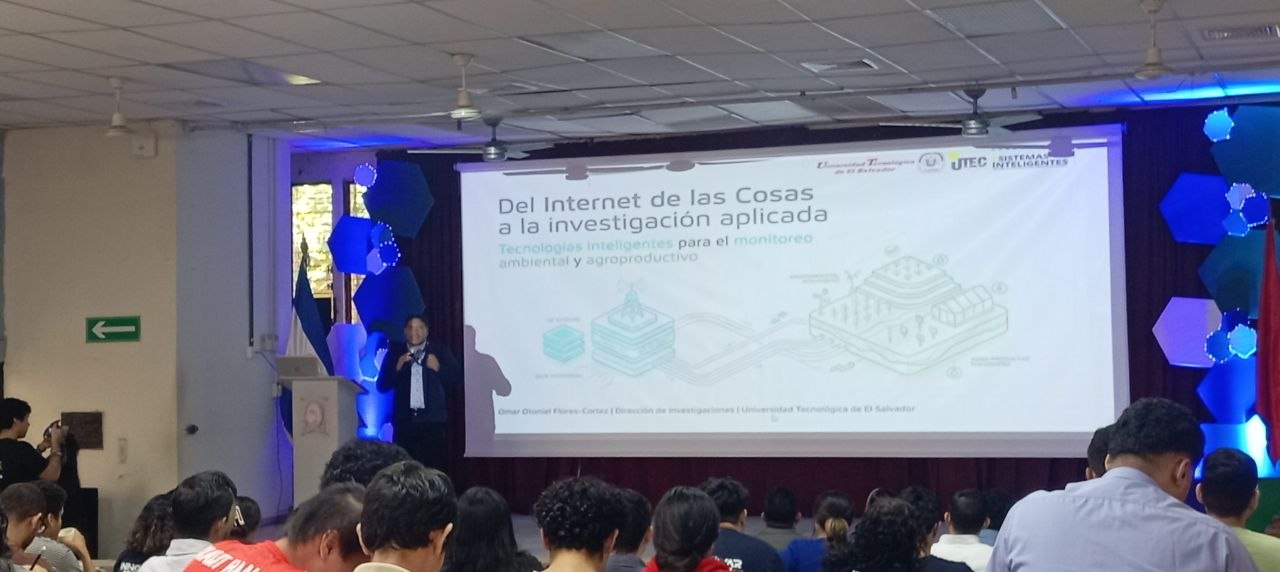 Universidad Tecnológica
de El Salvador
UTEC
SISTEMAS
INTELIGENTES
Del Internet de las Cosas
a la investigación aplicada
Tecnologías inteligentes para el monitoreo
ambiental y agroproductivo
Omar Otoniel Flores-Cortez | Dirección de Investigaciones | Universidad Tecnológica de El Salvador